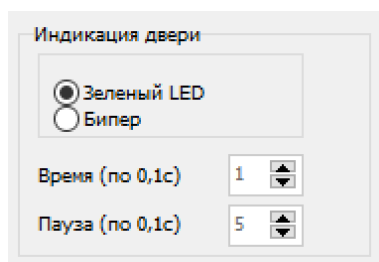 Индикация двери
Зеленый LED
Бипер
Время (по 0,1с) 1
Пауза (по 0,1с) 5